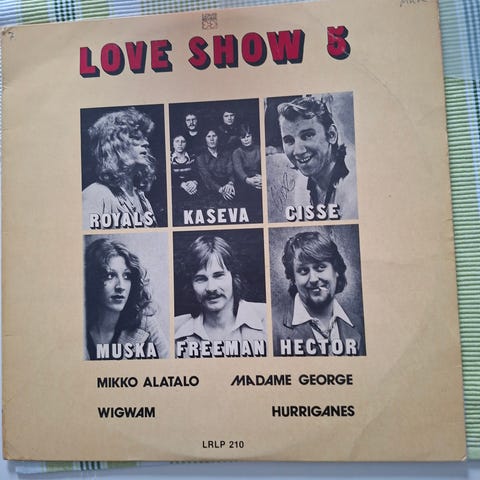 LOVE SHOW 5
ROYALS KASEVA CISSE
MUSKA FREEMAN HECTOR
MIKKO ALATALO MADAME GEORGE
WIGWAM HURRIGANES
LRLP 210